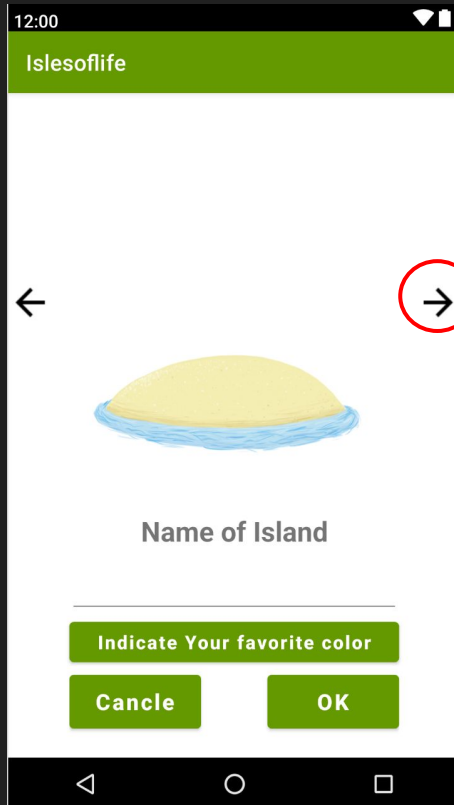 12:00
Islesoflife
Name of Island
Indicate Your favorite color
Cancle
OK